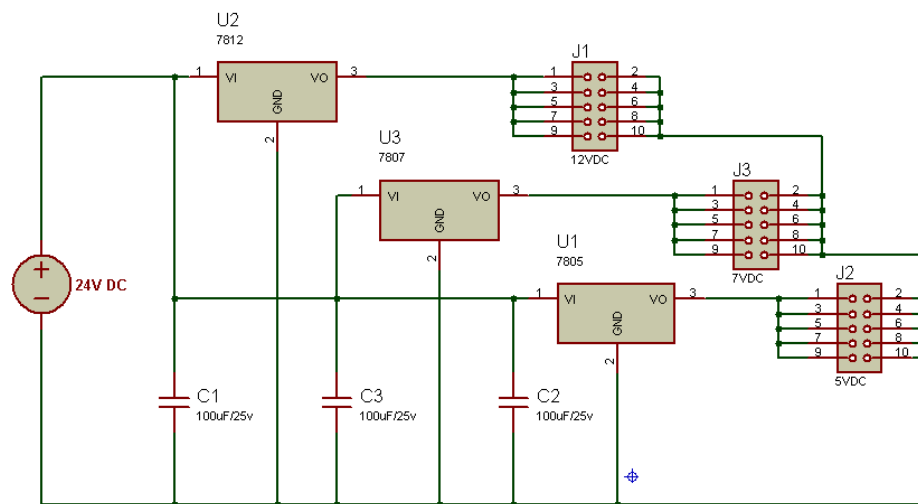 U2
7812
1 VI VO 3
GND
2
J1
1 2
3 4
5 6
7 8
9 10
12VDC
U3
7807
1 VI VO 3
GND
2
J3
1 2
3 4
5 6
7 8
9 10
7VDC
U1
7805
1 VI VO 3
GND
2
J2
1 2
3 4
5 6
7 8
9 10
5VDC
+
24V DC
−
C1
100uF/25v
C3
100uF/25v
C2
100uF/25v